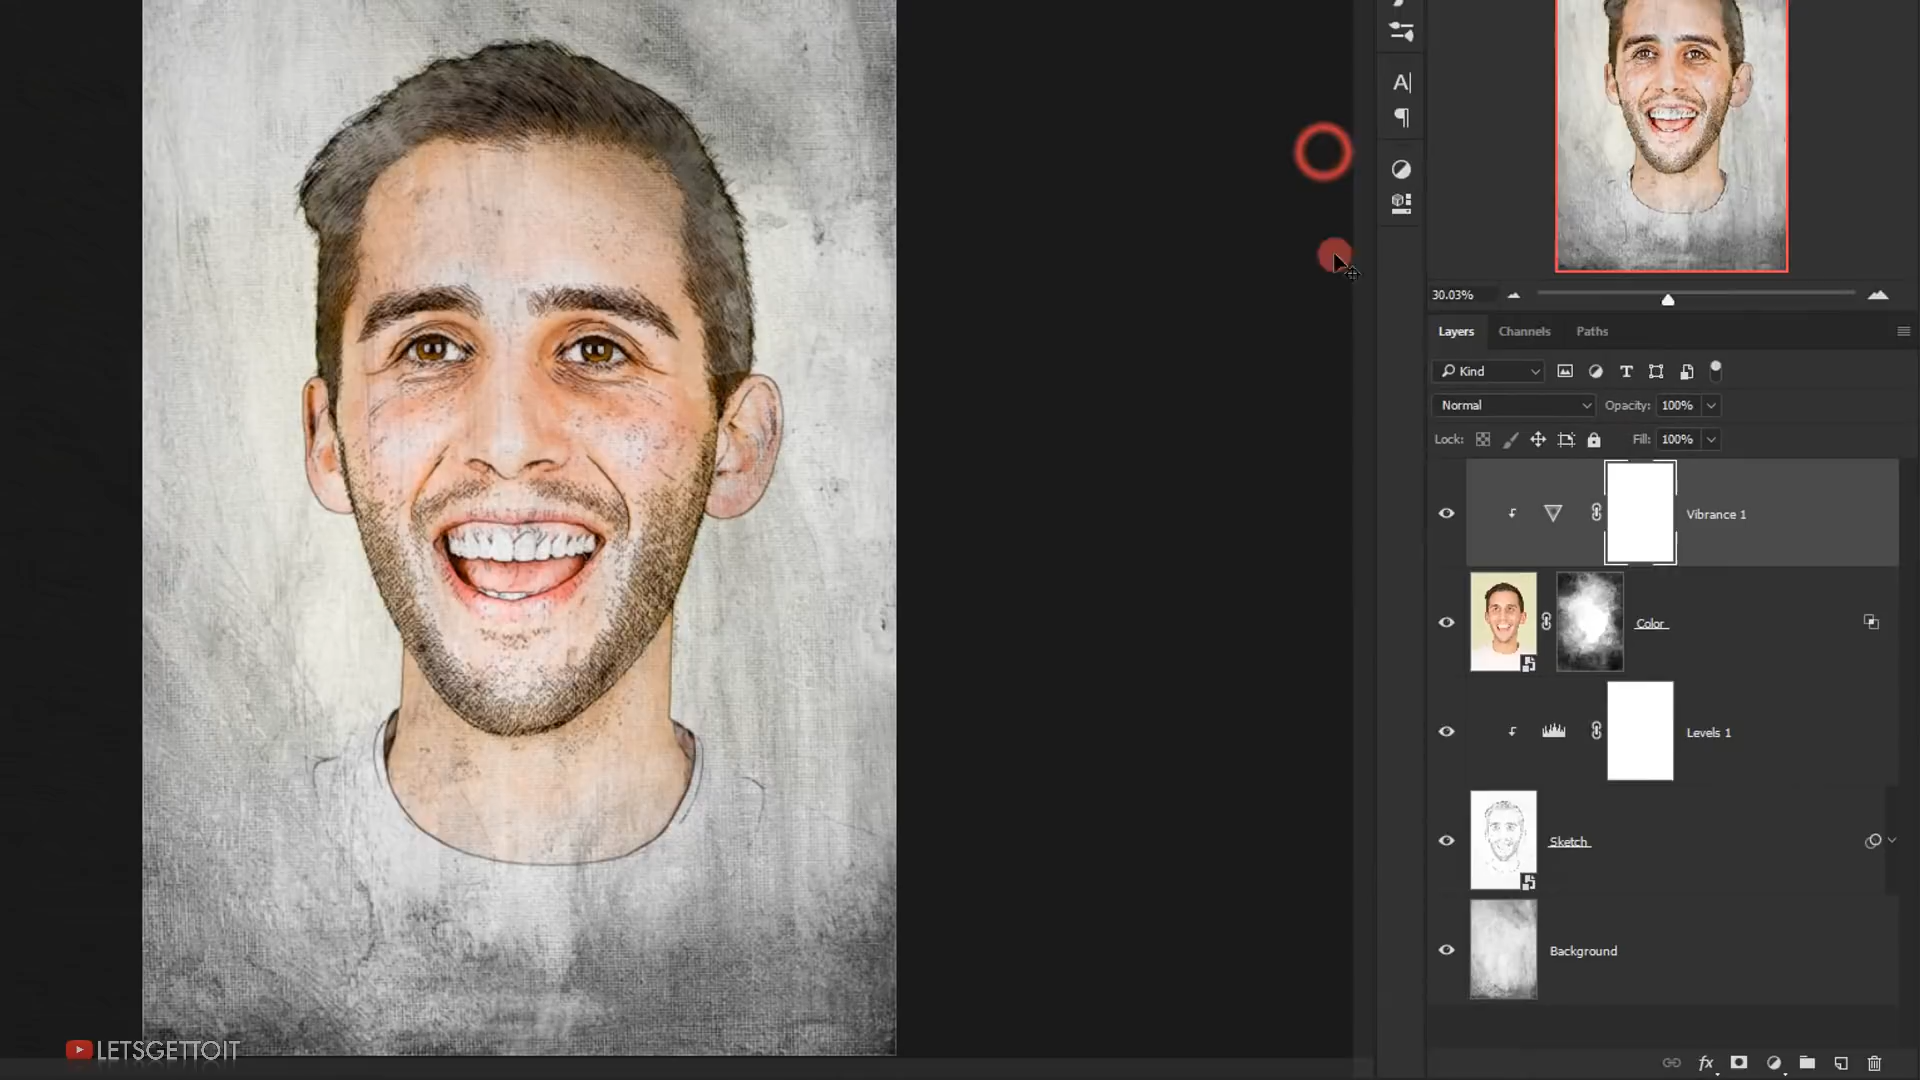 A|
¶
30.03%
Layers Channels Paths
Kind T
Normal Opacity: 100%
Lock: Fill: 100%
Vibrance 1
Color
Levels 1
Sketch
Background
LETSGETTOIT
fx